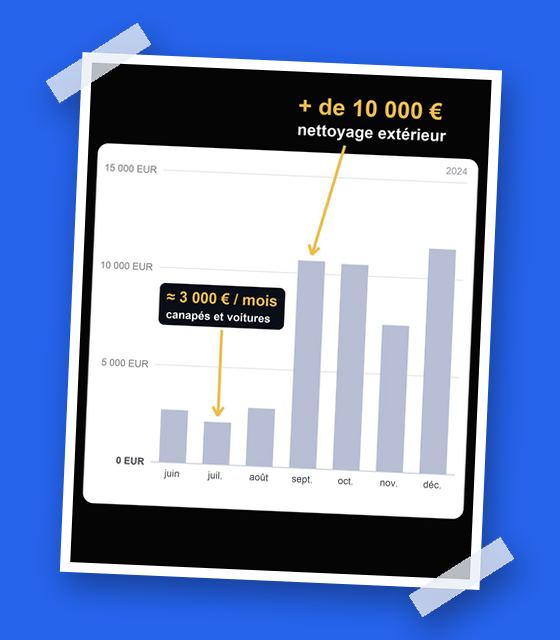 + de 10 000 €
nettoyage extérieur
2024
15 000 EUR
10 000 EUR
≈ 3 000 € / mois
canapés et voitures
5 000 EUR
0 EUR
juin juil. août sept. oct. nov. déc.